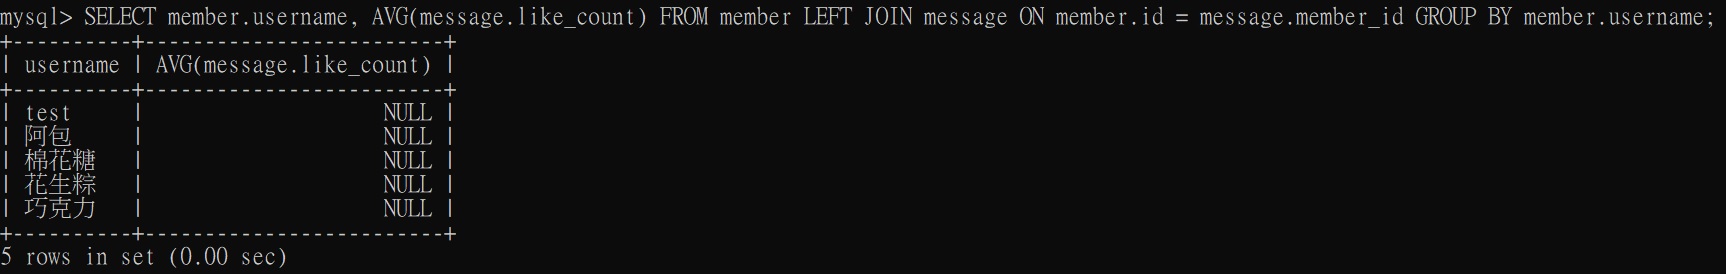 mysql> SELECT member.username, AVG(message.like_count) FROM member LEFT JOIN message ON member.id = message.member_id GROUP BY member.username;
+----------+-------------------------+
| username | AVG(message.like_count) |
+----------+-------------------------+
| test     |                    NULL |
| 阿包     |                    NULL |
| 棉花糖   |                    NULL |
| 花生粽   |                    NULL |
| 巧克力   |                    NULL |
+----------+-------------------------+
5 rows in set (0.00 sec)